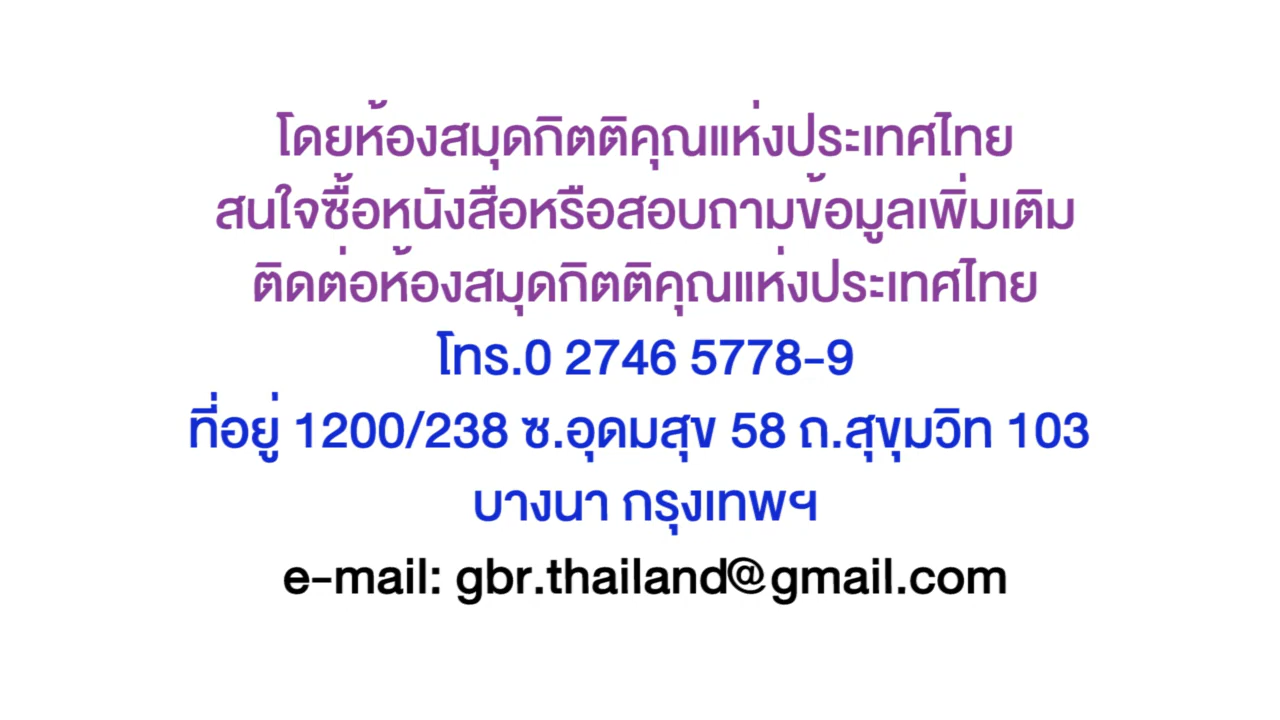 โดยห้องสมุดกิตติคุณแห่งประเทศไทย
สนใจซื้อหนังสือหรือสอบถามข้อมูลเพิ่มเติม
ติดต่อห้องสมุดกิตติคุณแห่งประเทศไทย
โทร.0 2746 5778-9
ที่อยู่ 1200/238 ซ.อุดมสุข 58 ถ.สุขุมวิท 103
บางนา กรุงเทพฯ
e-mail: gbr.thailand@gmail.com